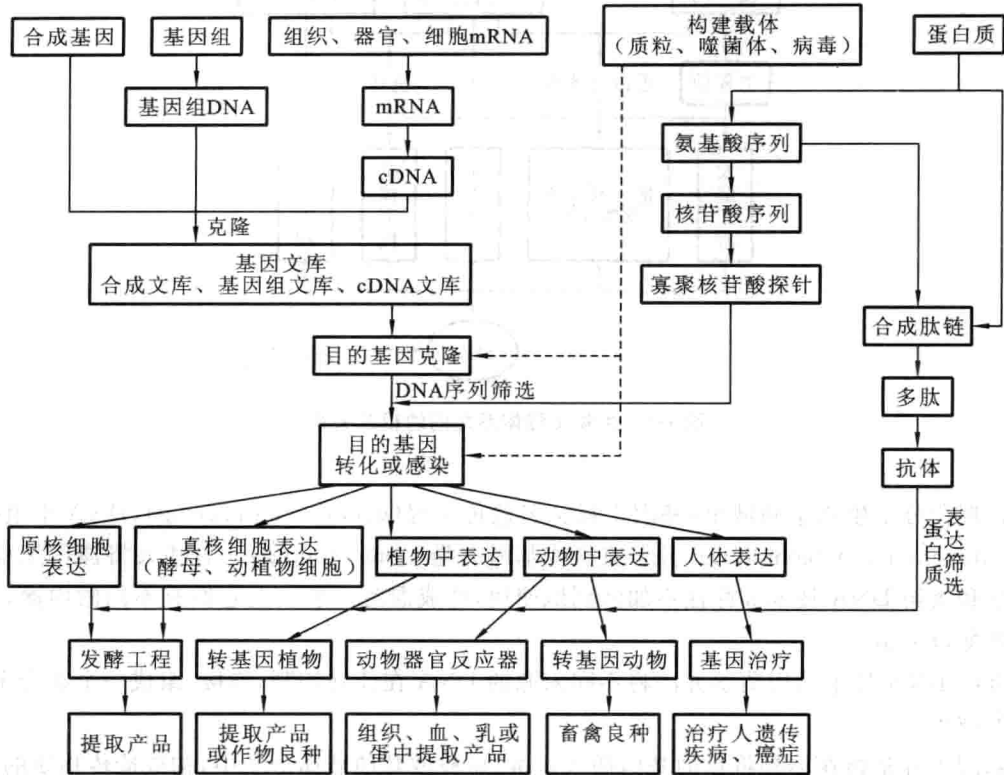 合成基因
基因组
组织、器官、细胞mRNA
构建载体
(质粒、噬菌体、病毒)
蛋白质
基因组DNA
mRNA
氨基酸序列
cDNA
核苷酸序列
克隆
基因文库
合成文库、基因组文库、cDNA文库
寡聚核苷酸探针
合成肽链
目的基因克隆
DNA序列筛选
多肽
目的基因
转化或感染
抗体
原核细胞
表达
真核细胞表达
(酵母、动植物细胞)
植物中表达
动物中表达
人体表达
蛋白质
表达筛选
发酵工程
转基因植物
动物器官反应器
转基因动物
基因治疗
提取产品
提取产品
或作物良种
组织、血、乳或
蛋中提取产品
畜禽良种
治疗人遗传
疾病、癌症